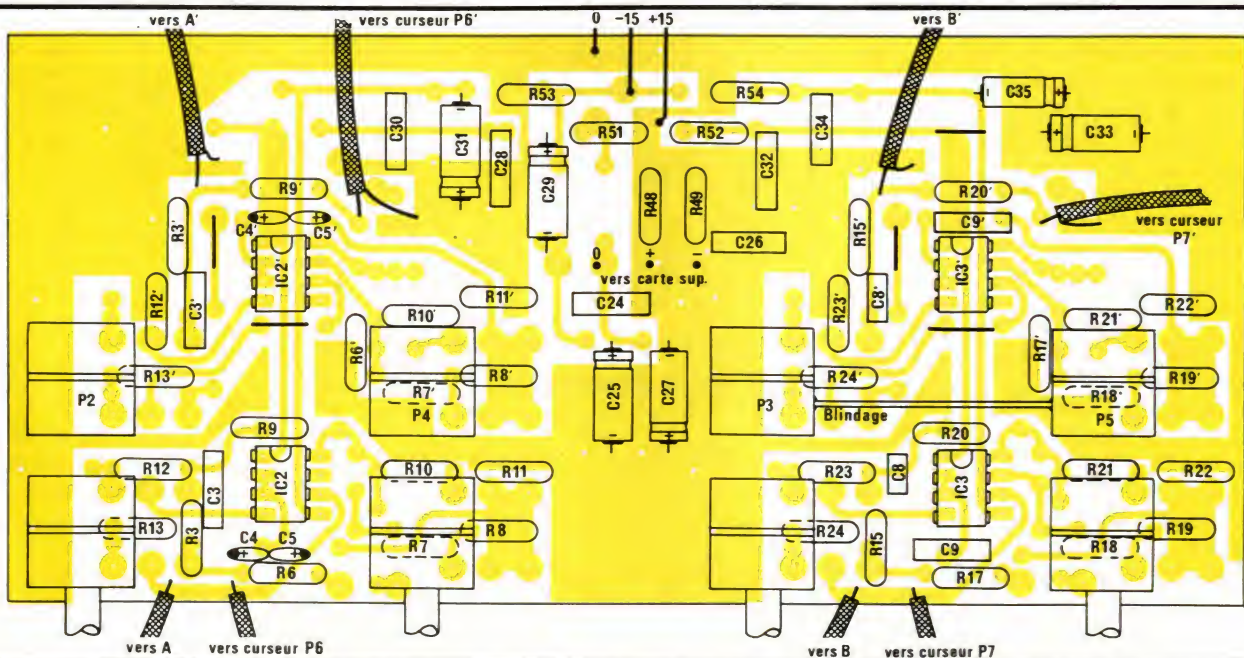 vers A'
vers curseur P6'
0 −15 +15
vers B'
R53
R54
C35
C30
C31
C28
C29
R51
R52
C34
C32
C33
R9'
R20'
C4'
C5'
C9'
R3'
R48
R49
R15'
vers curseur P7'
IC2'
C26
IC3'
0 + −
vers carte sup.
R12'
C3'
R11'
C24
R23'
C8'
R22'
R6'
R10'
R17'
R21'
R13'
R8'
R24'
R19'
P2
R7'
P4
C25
C27
P3
Blindage
R18'
P5
R9
R20
R12
C3
IC2
R10
R11
R23
C8
IC3
R21
R22
R13
R3
R8
R24
R15
R19
C4
C5
R7
C9
R18
R6
R17
vers A
vers curseur P6
vers B
vers curseur P7